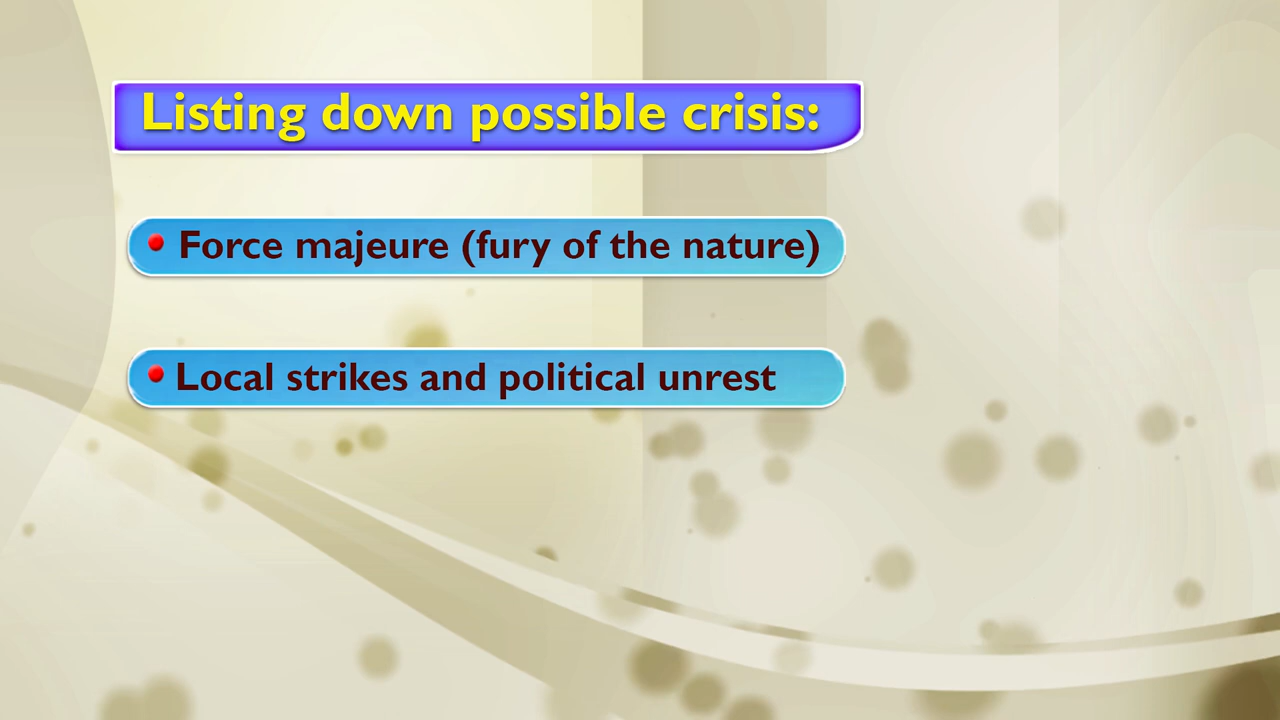 Listing down possible crisis:
• Force majeure (fury of the nature)
• Local strikes and political unrest